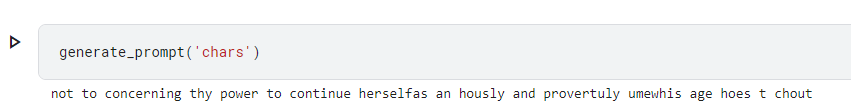 generate_prompt('chars')
not to concerning thy power to continue herselfas an hously and provertuly umewhis age hoes t chout